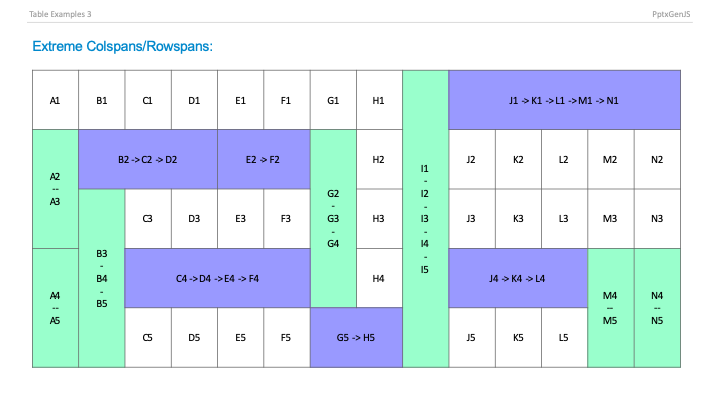 Table Examples 3
PptxGenJS
Extreme Colspans/Rowspans:
A1
B1
C1
D1
E1
F1
G1
H1
I1
-
I2
-
I3
-
I4
-
I5
J1 -> K1 -> L1 -> M1 -> N1
A2
--
A3
B2 -> C2 -> D2
E2 -> F2
G2
-
G3
-
G4
H2
J2
K2
L2
M2
N2
B3
-
B4
-
B5
C3
D3
E3
F3
H3
J3
K3
L3
M3
N3
A4
--
A5
C4 -> D4 -> E4 -> F4
H4
J4 -> K4 -> L4
M4
--
M5
N4
--
N5
C5
D5
E5
F5
G5 -> H5
J5
K5
L5